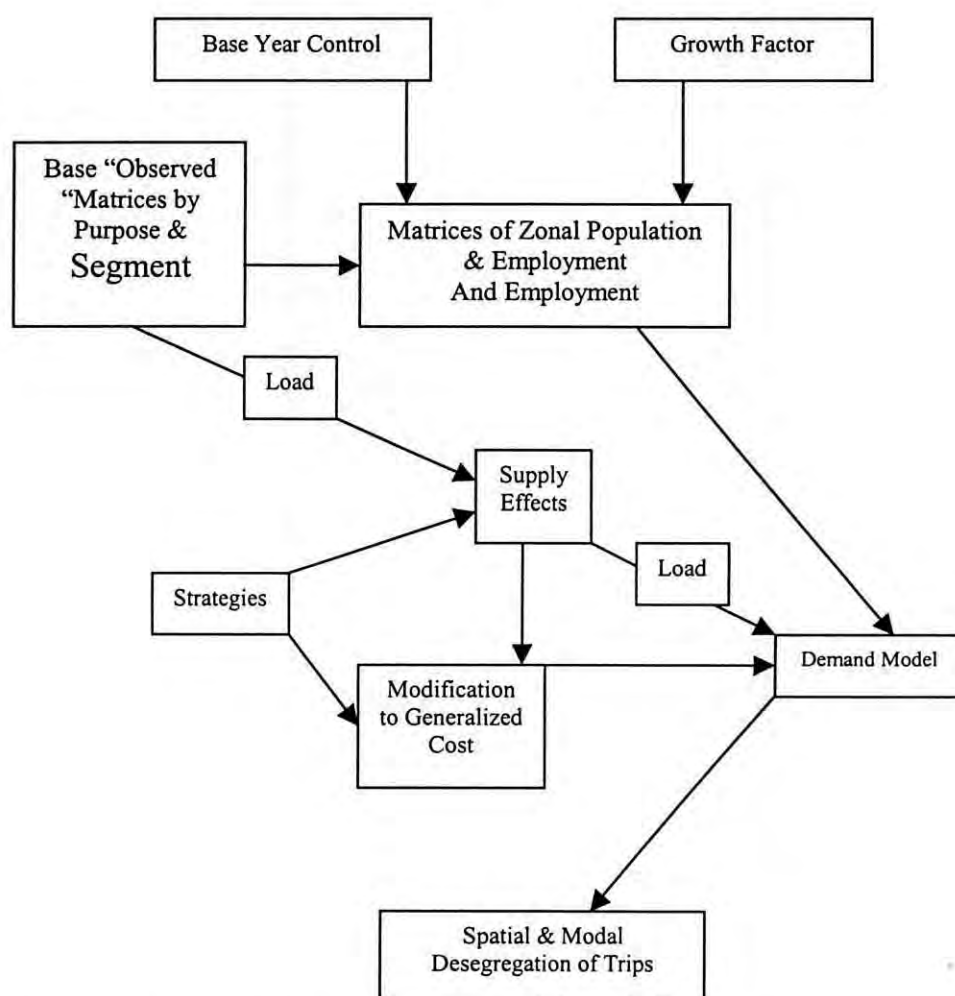 Base Year Control
Growth Factor
Base “Observed
“Matrices by
Purpose &
Segment
Matrices of Zonal Population
& Employment
And Employment
Load
Supply
Effects
Load
Strategies
Demand Model
Modification
to Generalized
Cost
Spatial & Modal
Desegregation of Trips